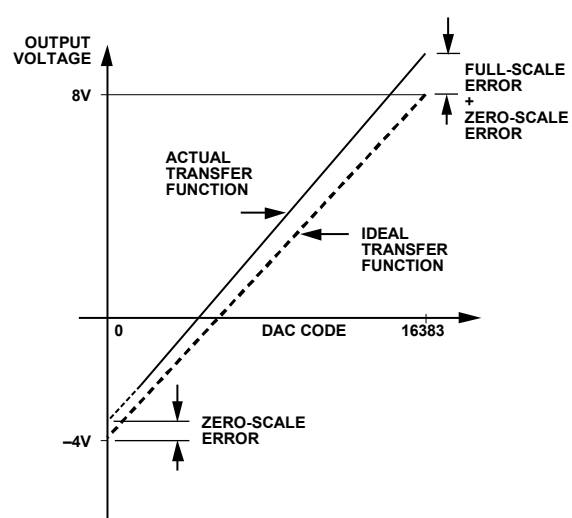 OUTPUT
VOLTAGE
8V
FULL-SCALE
ERROR
+
ZERO-SCALE
ERROR
ACTUAL
TRANSFER
FUNCTION
IDEAL
TRANSFER
FUNCTION
0
DAC CODE
16383
ZERO-SCALE
ERROR
–4V